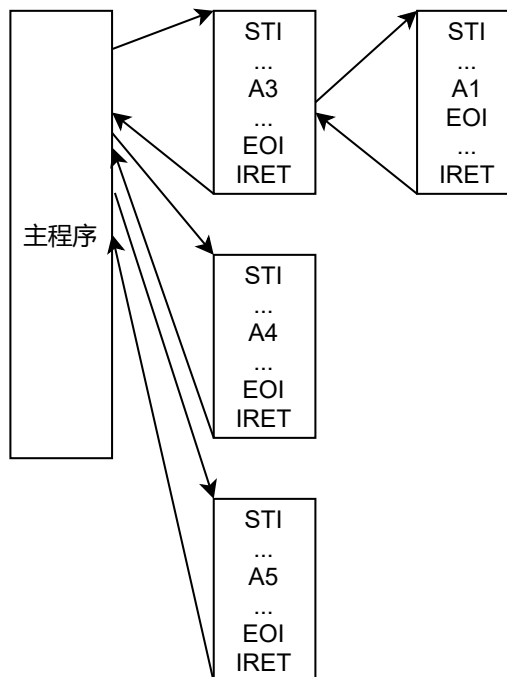 主程序
STI
...
A3
...
EOI
IRET
STI
...
A1
EOI
...
IRET
STI
...
A4
...
EOI
IRET
STI
...
A5
...
EOI
IRET